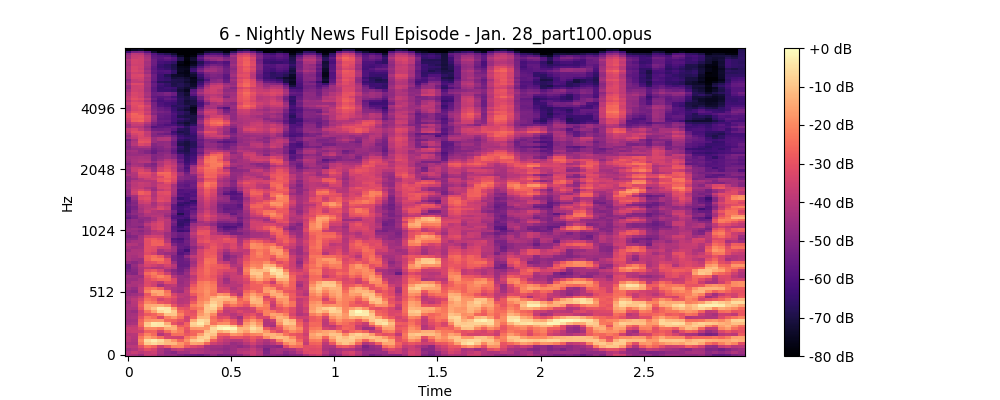 6 - Nightly News Full Episode - Jan. 28_part100.opus
+0 dB
-10 dB
-20 dB
-30 dB
-40 dB
-50 dB
-60 dB
-70 dB
-80 dB
4096
2048
1024
512
0
Hz
0
0.5
1
1.5
2
2.5
Time